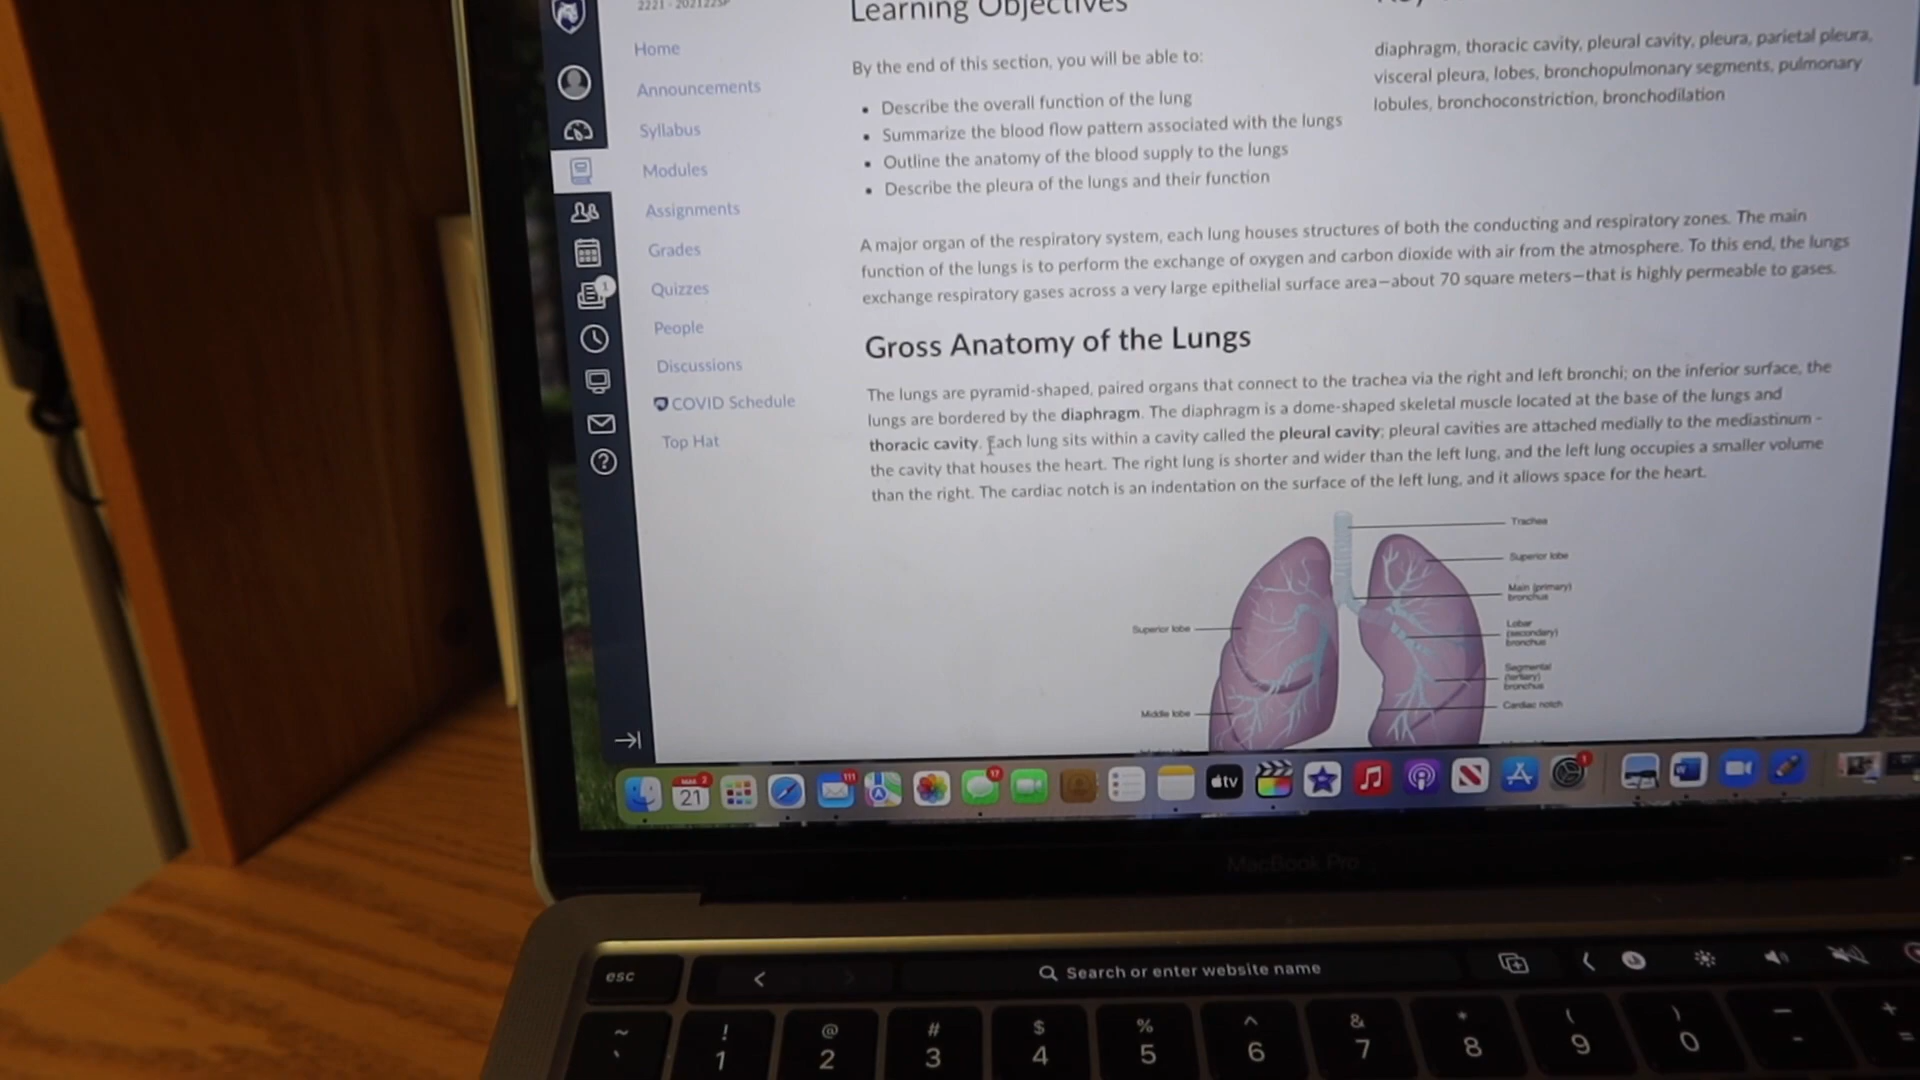 2221 - 202122SP
Home
Announcements
Syllabus
Modules
Assignments
Grades
Quizzes
People
Discussions
COVID Schedule
Top Hat
1
Learning Objectives
By the end of this section, you will be able to:
• Describe the overall function of the lung
• Summarize the blood flow pattern associated with the lungs
• Outline the anatomy of the blood supply to the lungs
• Describe the pleura of the lungs and their function
diaphragm, thoracic cavity, pleural cavity, pleura, parietal pleura,
visceral pleura, lobes, bronchopulmonary segments, pulmonary
lobules, bronchoconstriction, bronchodilation
A major organ of the respiratory system, each lung houses structures of both the conducting and respiratory zones. The main
function of the lungs is to perform the exchange of oxygen and carbon dioxide with air from the atmosphere. To this end, the lungs
exchange respiratory gases across a very large epithelial surface area—about 70 square meters—that is highly permeable to gases.
Gross Anatomy of the Lungs
The lungs are pyramid-shaped, paired organs that connect to the trachea via the right and left bronchi; on the inferior surface, the
lungs are bordered by the diaphragm. The diaphragm is a dome-shaped skeletal muscle located at the base of the lungs and
thoracic cavity. Each lung sits within a cavity called the pleural cavity; pleural cavities are attached medially to the mediastinum -
the cavity that houses the heart. The right lung is shorter and wider than the left lung, and the left lung occupies a smaller volume
than the right. The cardiac notch is an indentation on the surface of the left lung, and it allows space for the heart.
Trachea
Superior lobe
Main (primary)
bronchus
Lobar
(secondary)
bronchus
Segmental
(tertiary)
bronchus
Cardiac notch
Superior lobe
Middle lobe
MAR 2
21
111
17
tv
1
MacBook Pro
esc
<
Search or enter website name
~ ! @ # $ % ^ & * ( ) — +
` 1 2 3 4 5 6 7 8 9 0 - =